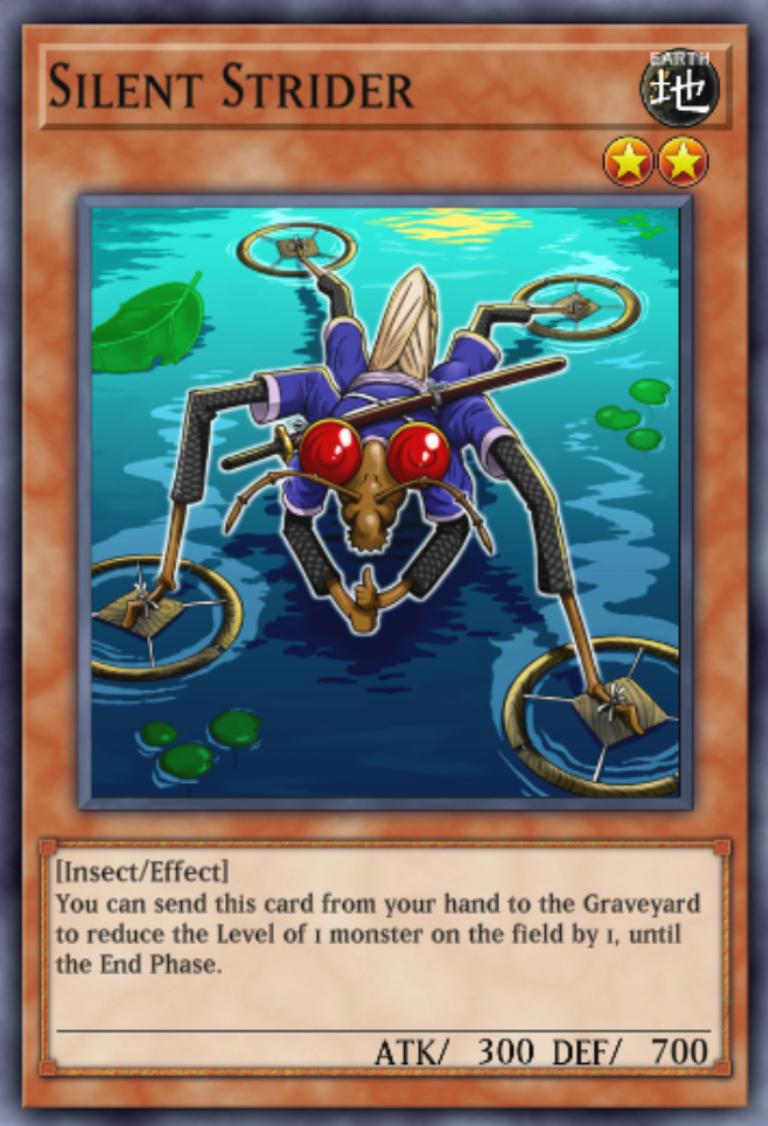 SILENT STRIDER
EARTH
地
[Insect/Effect]
You can send this card from your hand to the Graveyard
to reduce the Level of 1 monster on the field by 1, until
the End Phase.
ATK/ 300 DEF/ 700